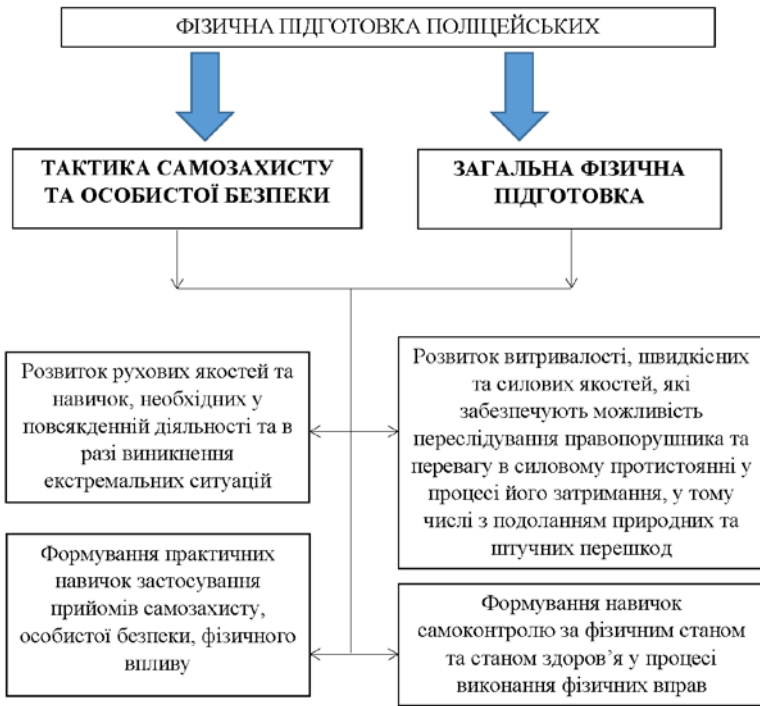 ФІЗИЧНА ПІДГОТОВКА ПОЛІЦЕЙСЬКИХ
ТАКТИКА САМОЗАХИСТУ
ТА ОСОБИСТОЇ БЕЗПЕКИ
ЗАГАЛЬНА ФІЗИЧНА
ПІДГОТОВКА
Розвиток рухових якостей та
навичок, необхідних у
повсякденній діяльності та в
разі виникнення
екстремальних ситуацій
Розвиток витривалості, швидкісних
та силових якостей, які
забезпечують можливість
переслідування правопорушника та
перевагу в силовому протистоянні у
процесі його затримання, у тому
числі з подоланням природних та
штучних перешкод
Формування практичних
навичок застосування
прийомів самозахисту,
особистої безпеки, фізичного
впливу
Формування навичок
самоконтролю за фізичним станом
та станом здоров’я у процесі
виконання фізичних вправ